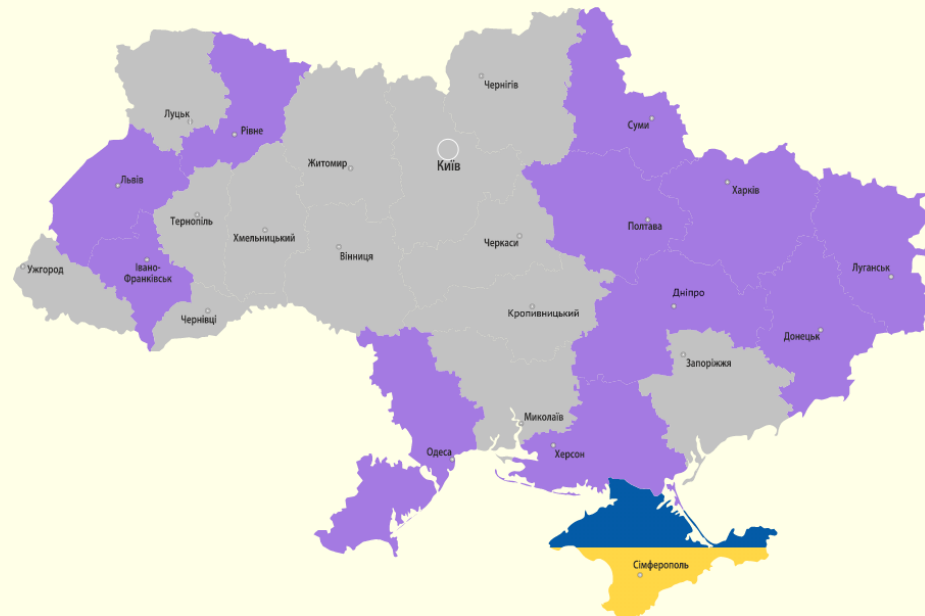 Чернігів
Луцьк
Рівне
Суми
Житомир
Київ
Львів
Харків
Тернопіль
Полтава
Хмельницький
Черкаси
Вінниця
Ужгород
Івано-
Франківськ
Луганськ
Дніпро
Чернівці
Кропивницький
Донецьк
Запоріжжя
Миколаїв
Одеса
Херсон
Сімферополь